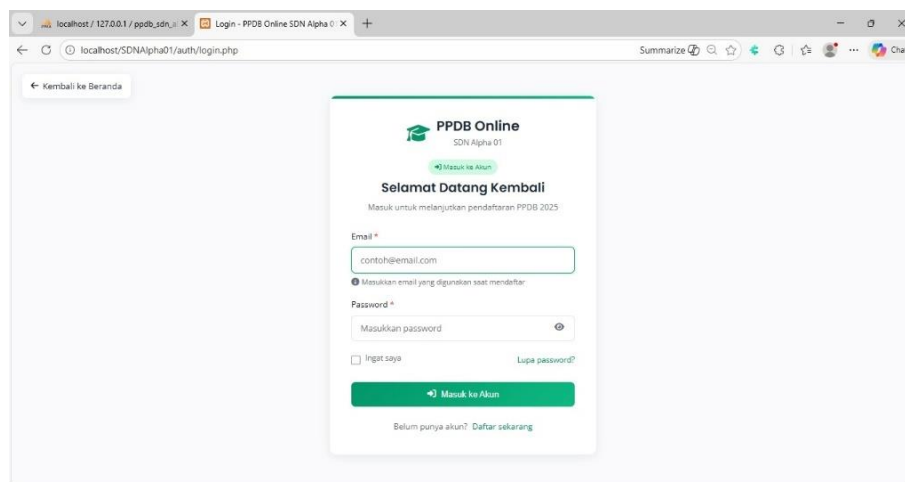 localhost / 127.0.0.1 / ppdb_sdn_a
Login - PPDB Online SDN Alpha 0
localhost/SDNAlpha01/auth/login.php
Summarize
Cha
Kembali ke Beranda
PPDB Online
SDN Alpha 01
Masuk ke Akun
Selamat Datang Kembali
Masuk untuk melanjutkan pendaftaran PPDB 2025
Email *
contoh@email.com
Masukkan email yang digunakan saat mendaftar
Password *
Masukkan password
Ingat saya
Lupa password?
Masuk ke Akun
Belum punya akun? Daftar sekarang